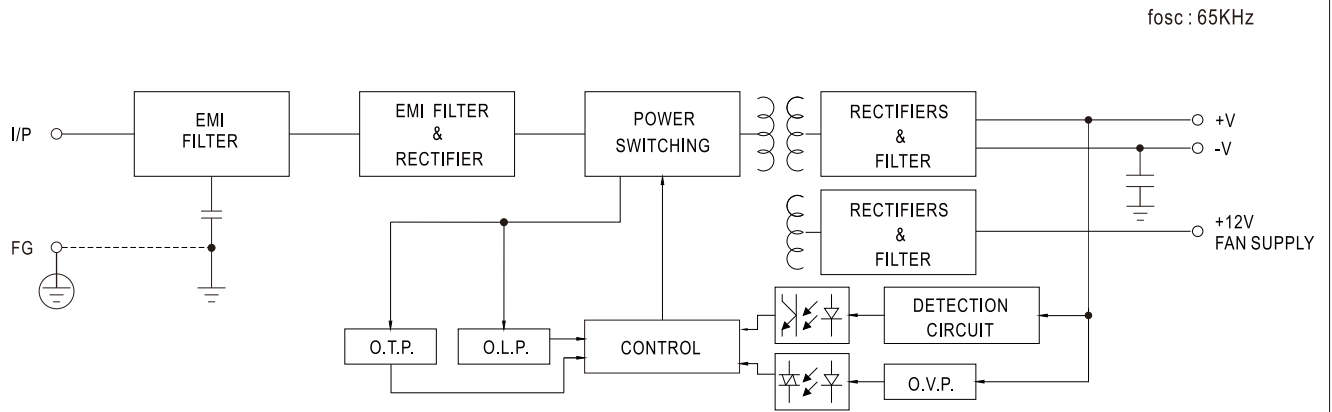 fosc : 65KHz
I/P
EMI
FILTER
EMI FILTER
&
RECTIFIER
POWER
SWITCHING
RECTIFIERS
&
FILTER
+V
-V
RECTIFIERS
&
FILTER
+12V
FAN SUPPLY
FG
O.T.P.
O.L.P.
CONTROL
DETECTION
CIRCUIT
O.V.P.